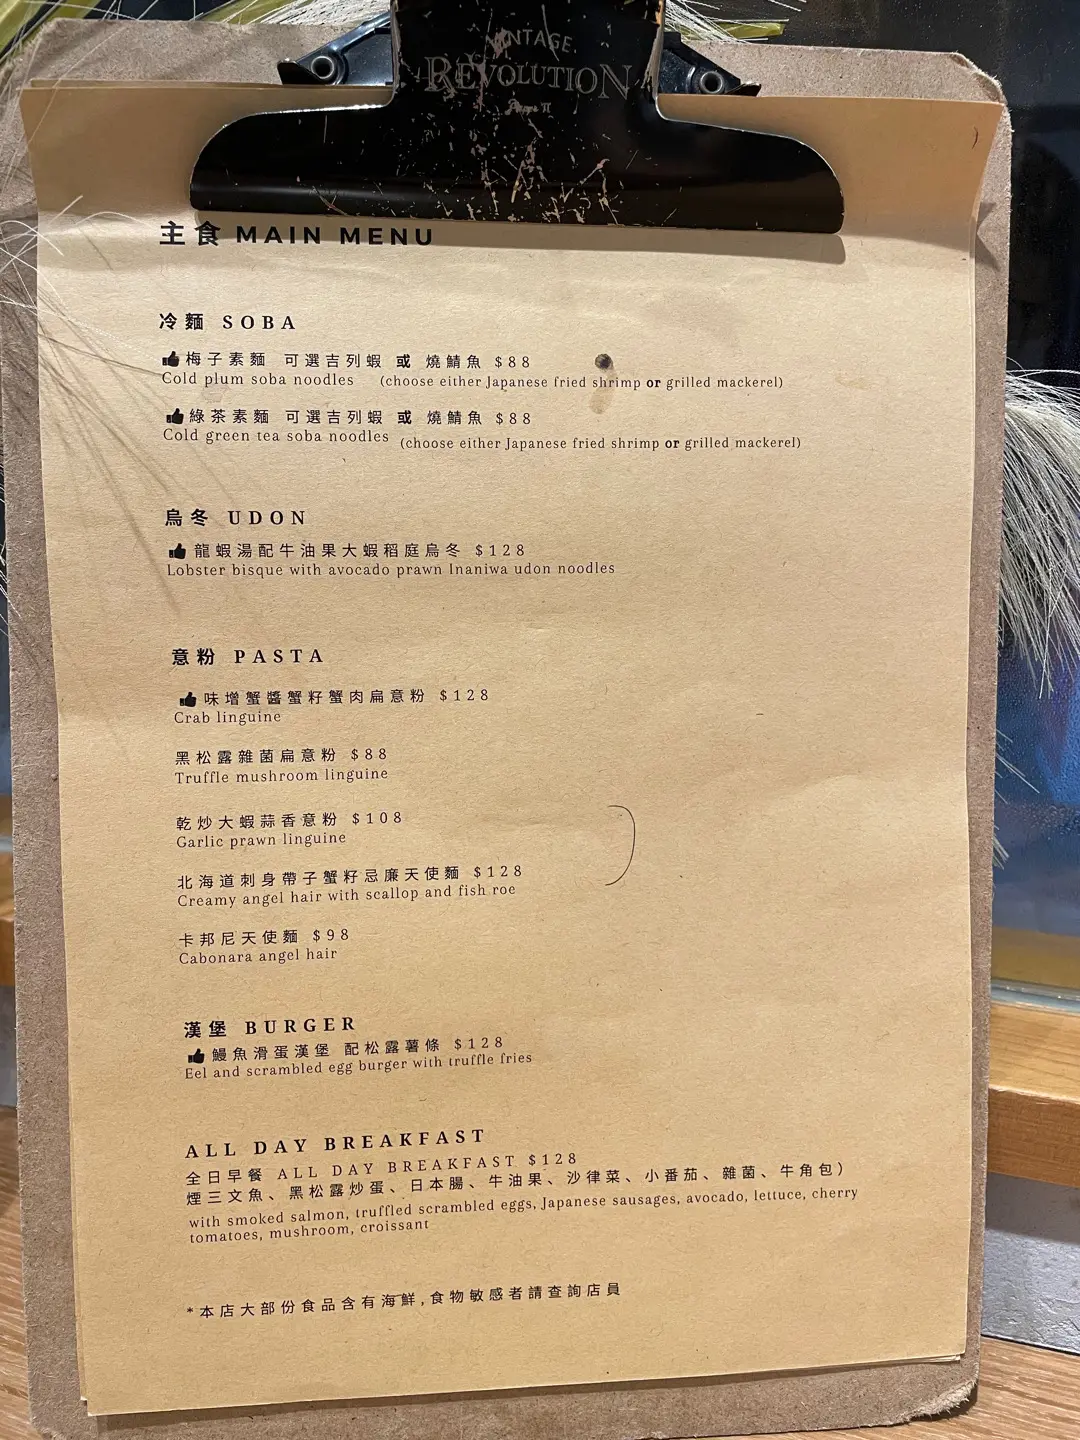 VINTAGE
REVOLUTION
主食 MAIN MENU
冷麵 SOBA
梅子素麵 可選吉列蝦 或 燒鯖魚 $88
Cold plum soba noodles (choose either Japanese fried shrimp or grilled mackerel)
綠茶素麵 可選吉列蝦 或 燒鯖魚 $88
Cold green tea soba noodles (choose either Japanese fried shrimp or grilled mackerel)
烏冬 UDON
龍蝦湯配牛油果大蝦稻庭烏冬 $128
Lobster bisque with avocado prawn Inaniwa udon noodles
意粉 PASTA
味增蟹醬蟹籽蟹肉扁意粉 $128
Crab linguine
黑松露雜菌扁意粉 $88
Truffle mushroom linguine
乾炒大蝦蒜香意粉 $108
Garlic prawn linguine
北海道刺身帶子蟹籽忌廉天使麵 $128
Creamy angel hair with scallop and fish roe
卡邦尼天使麵 $98
Cabonara angel hair
漢堡 BURGER
鰻魚滑蛋漢堡 配松露薯條 $128
Eel and scrambled egg burger with truffle fries
ALL DAY BREAKFAST
全日早餐 ALL DAY BREAKFAST $128
煙三文魚、黑松露炒蛋、日本腸、牛油果、沙律菜、小番茄、雜菌、牛角包）
with smoked salmon, truffled scrambled eggs, Japanese sausages, avocado, lettuce, cherry
tomatoes, mushroom, croissant
*本店大部份食品含有海鮮,食物敏感者請查詢店員